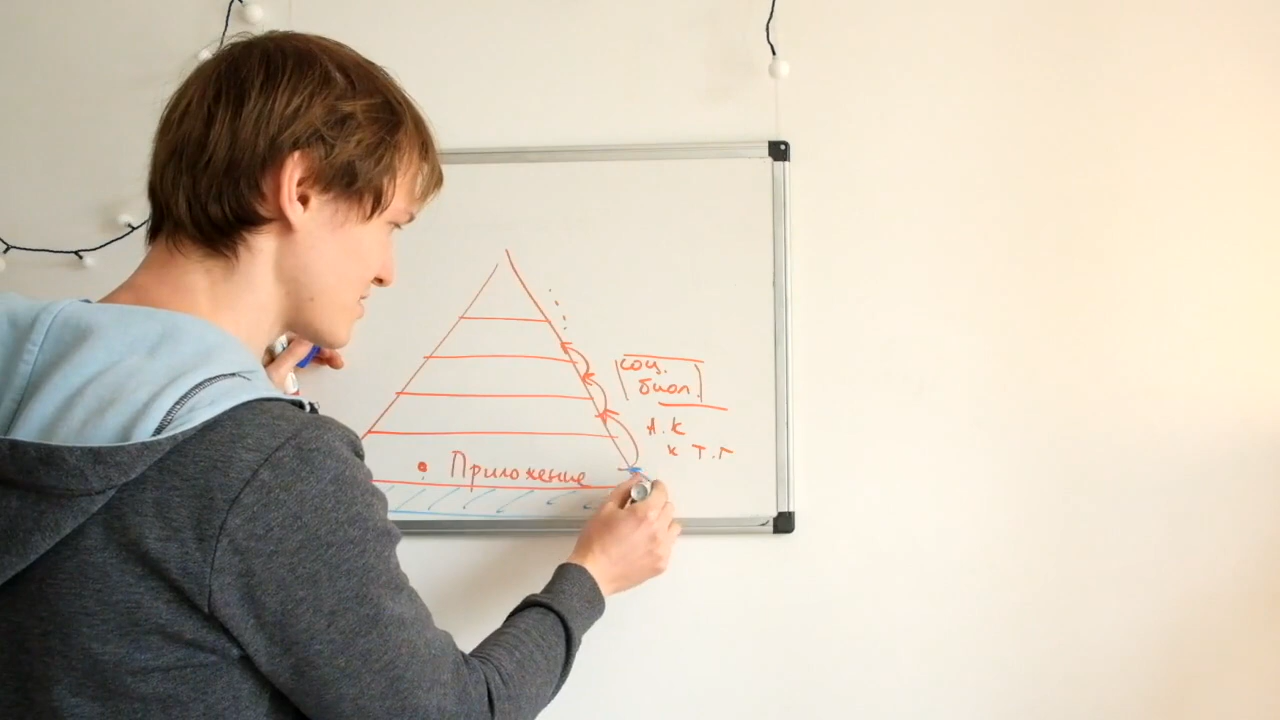 соц.
биол.
А.К
к Т.Г
Приложение